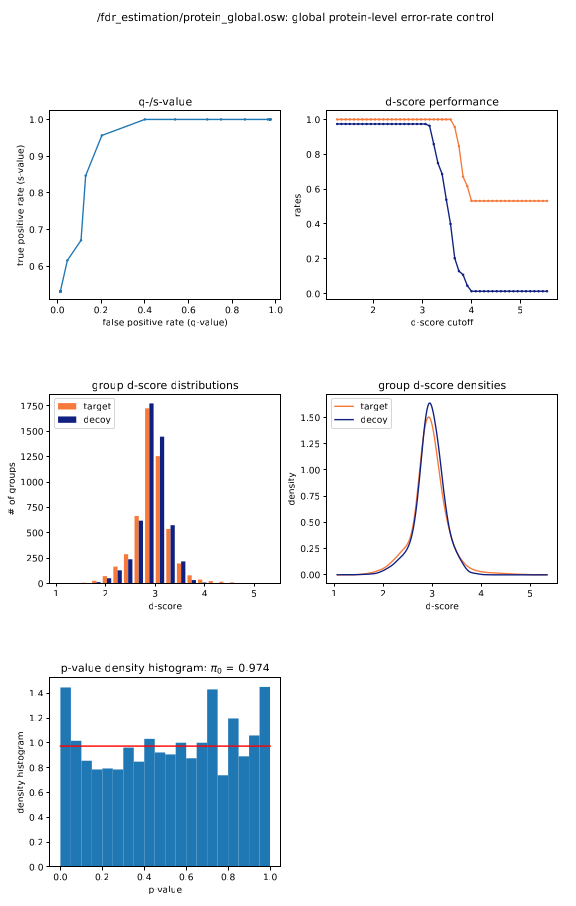 /fdr_estimation/protein_global.osw: global protein-level error-rate control
q-/s-value
true positive rate (s-value)
1.0
0.9
0.8
0.7
0.6
0.0 0.2 0.4 0.6 0.8 1.0
false positive rate (q-value)
d-score performance
rates
1.0
0.8
0.6
0.4
0.2
0.0
2 3 4 5
d-score cutoff
group d-score distributions
# of groups
1750
1500
1250
1000
750
500
250
0
target
decoy
1 2 3 4 5
d-score
group d-score densities
density
1.50
1.25
1.00
0.75
0.50
0.25
0.00
target
decoy
1 2 3 4 5
d-score
p-value density histogram: π₀ = 0.974
density histogram
1.4
1.2
1.0
0.8
0.6
0.4
0.2
0.0
0.0 0.2 0.4 0.6 0.8 1.0
p-value